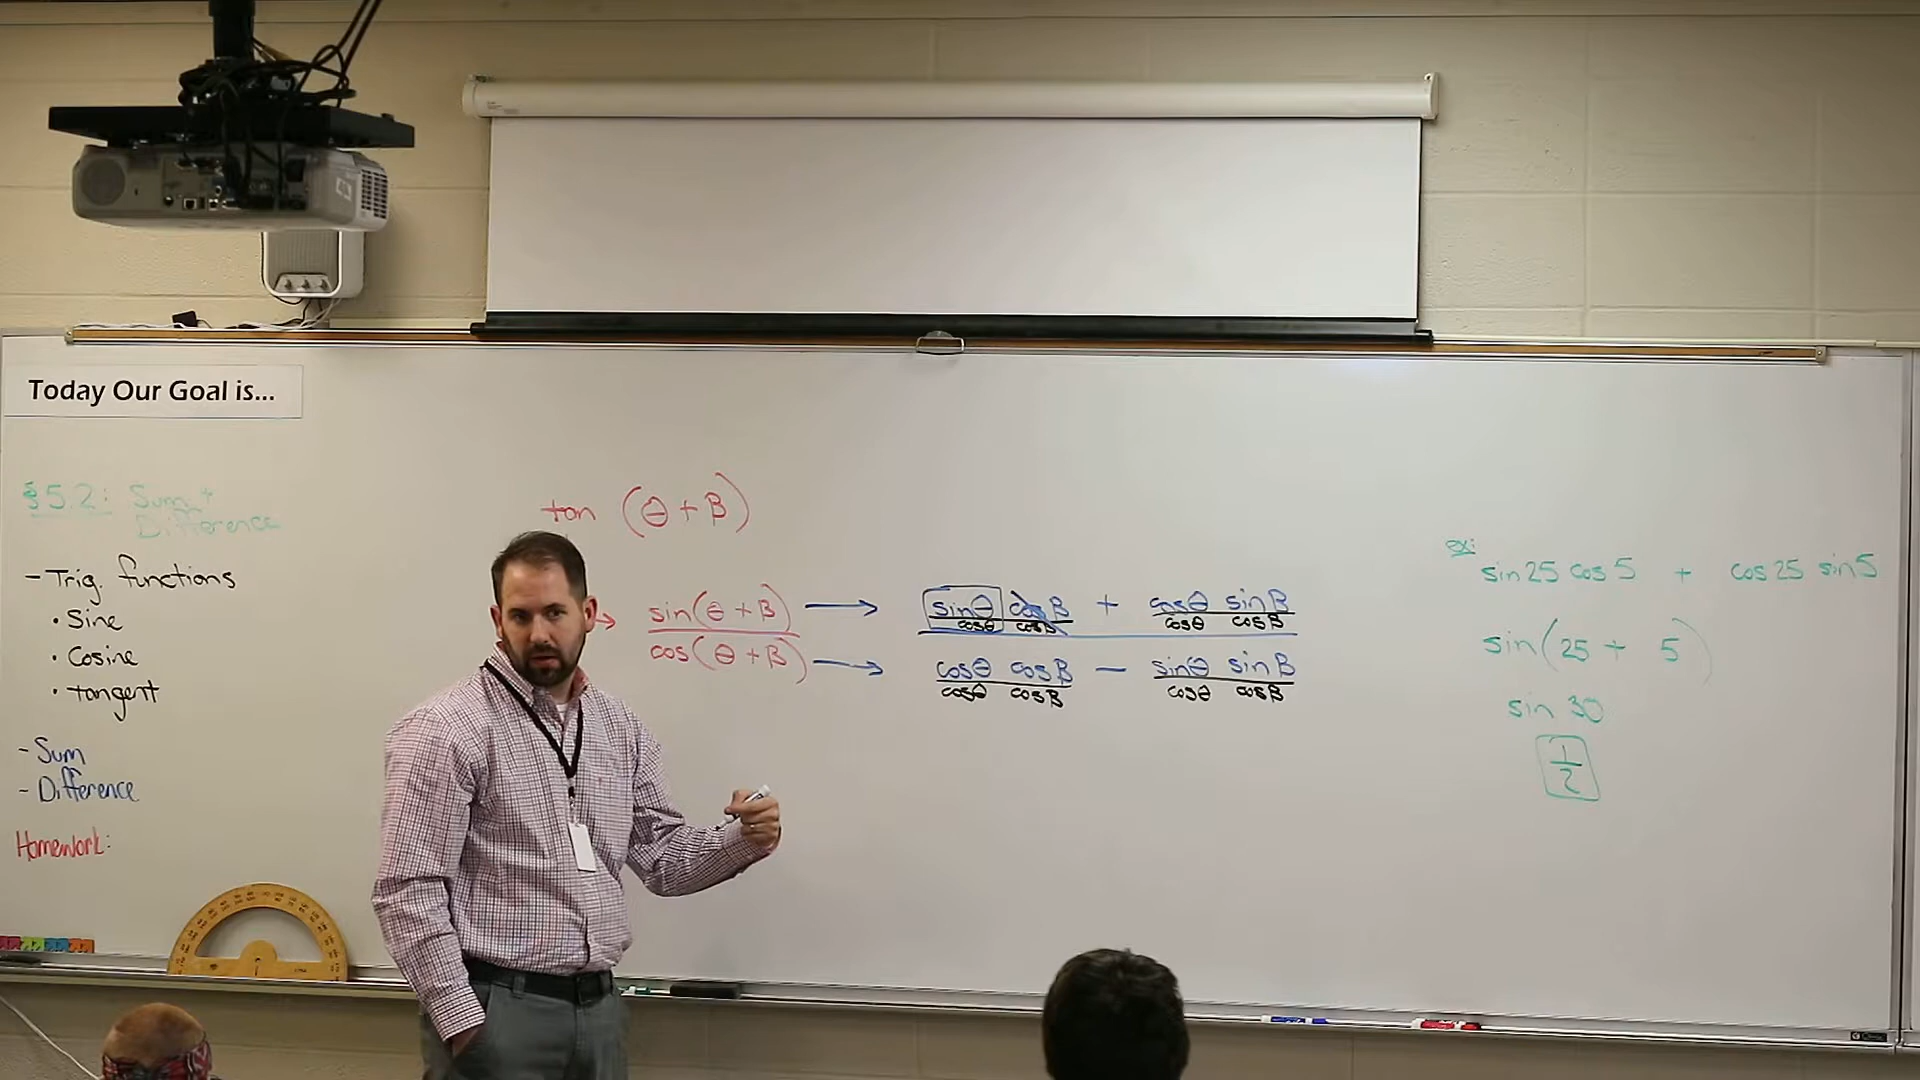 Today Our Goal is...
§5.2: Sum +
Difference
- Trig. functions
• Sine
• Cosine
• tangent
- Sum
- Difference
Homework:
tan (θ + β)
sin(θ + β) → sinθ cosβ + cosθ sinβ
cosθ cosβ cosθ cosβ
cos(θ + β) → cosθ cosβ − sinθ sinβ
cosθ cosβ cosθ cosβ
ex:
sin 25 cos 5 + cos 25 sin 5
sin(25 + 5)
sin 30
1
2